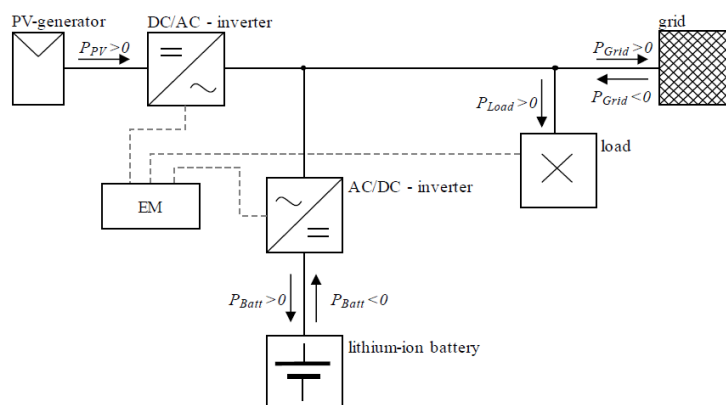 PV-generator
DC/AC - inverter
grid
P_PV>0
P_Grid>0
P_Grid<0
P_Load>0
load
AC/DC - inverter
EM
P_Batt>0
P_Batt<0
lithium-ion battery